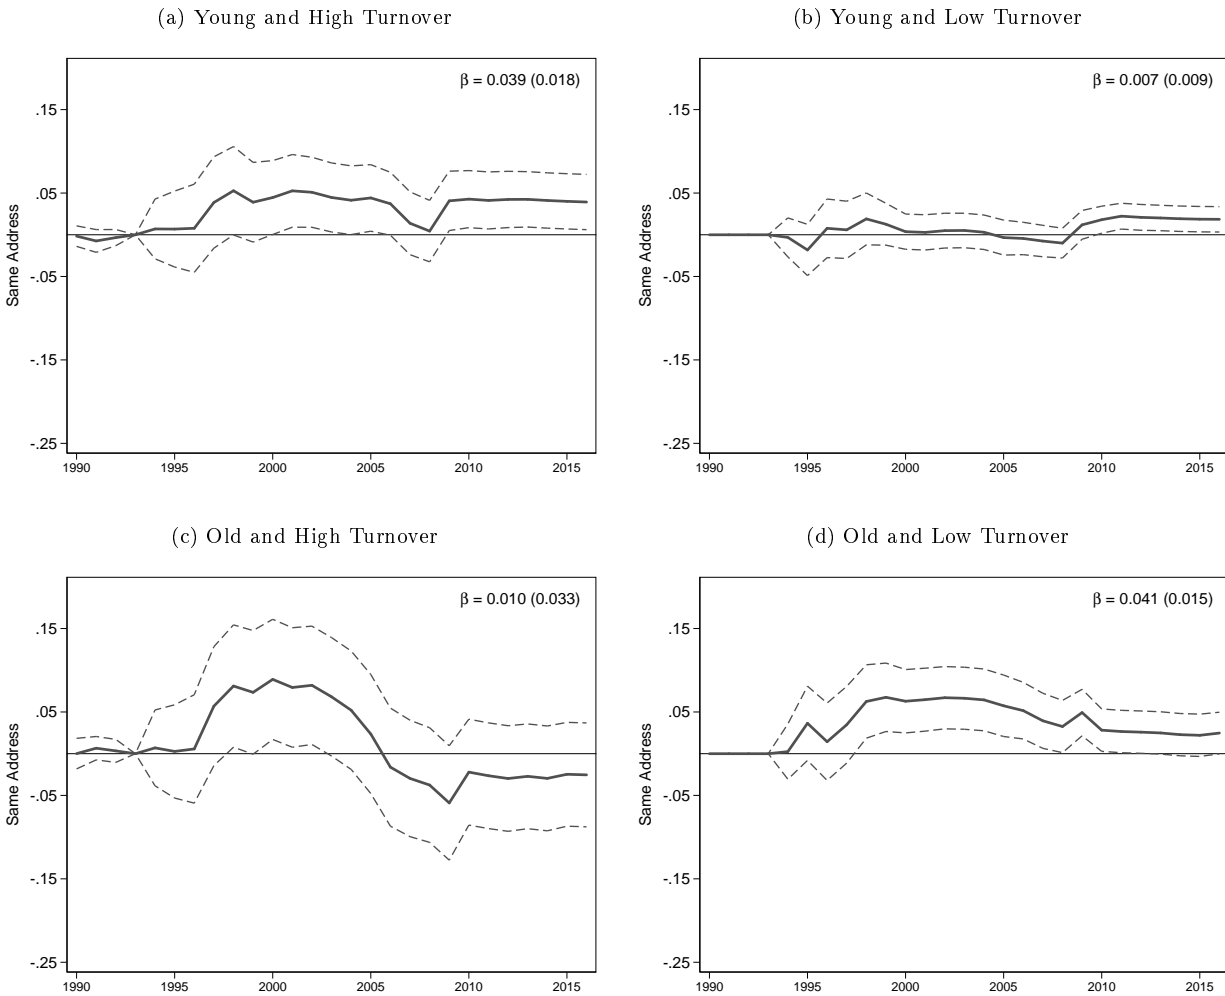 (a) Young and High Turnover
β = 0.039 (0.018)
.15
.05
-.05
-.15
-.25
Same Address
1990 1995 2000 2005 2010 2015
(b) Young and Low Turnover
β = 0.007 (0.009)
.15
.05
-.05
-.15
-.25
Same Address
1990 1995 2000 2005 2010 2015
(c) Old and High Turnover
β = 0.010 (0.033)
.15
.05
-.05
-.15
-.25
Same Address
1990 1995 2000 2005 2010 2015
(d) Old and Low Turnover
β = 0.041 (0.015)
.15
.05
-.05
-.15
-.25
Same Address
1990 1995 2000 2005 2010 2015